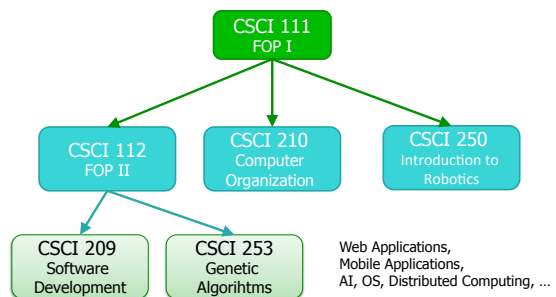 CSCI 111
FOP I
CSCI 112
FOP II
CSCI 210
Computer
Organization
CSCI 250
Introduction to
Robotics
CSCI 209
Software
Development
CSCI 253
Genetic
Algorihtms
Web Applications,
Mobile Applications,
AI, OS, Distributed Computing, ...